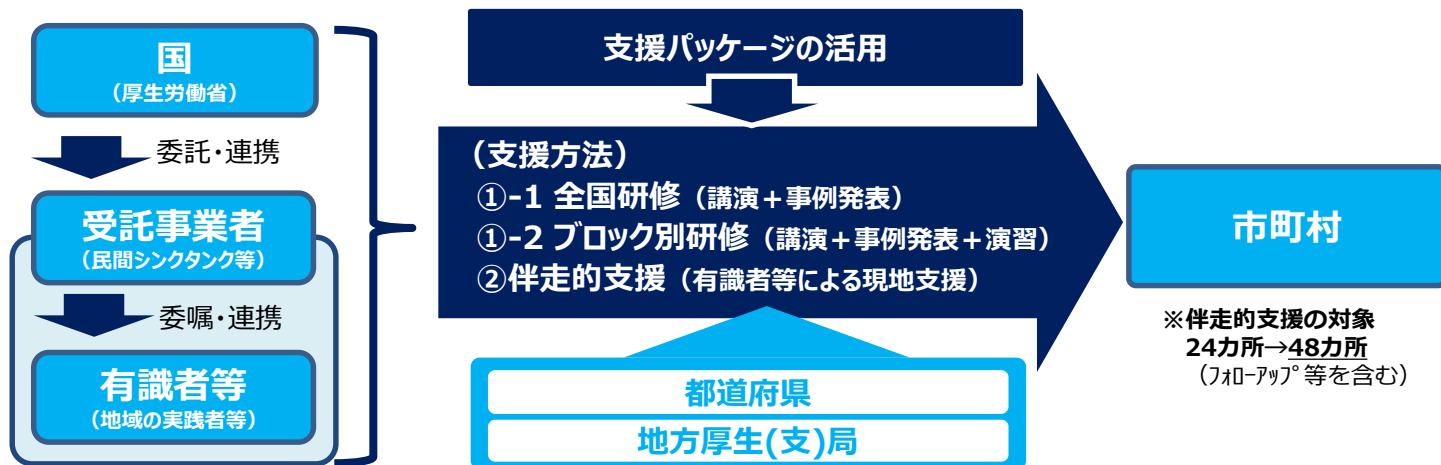 国
（厚生労働省）
委託・連携
受託事業者
（民間シンクタンク等）
委嘱・連携
有識者等
（地域の実践者等）
支援パッケージの活用
（支援方法）
①-1 全国研修（講演＋事例発表）
①-2 ブロック別研修（講演＋事例発表＋演習）
②伴走的支援（有識者等による現地支援）
都道府県
地方厚生(支)局
市町村
※伴走的支援の対象
24カ所→48カ所
（ﾌｫﾛｰｱｯﾌﾟ等を含む）